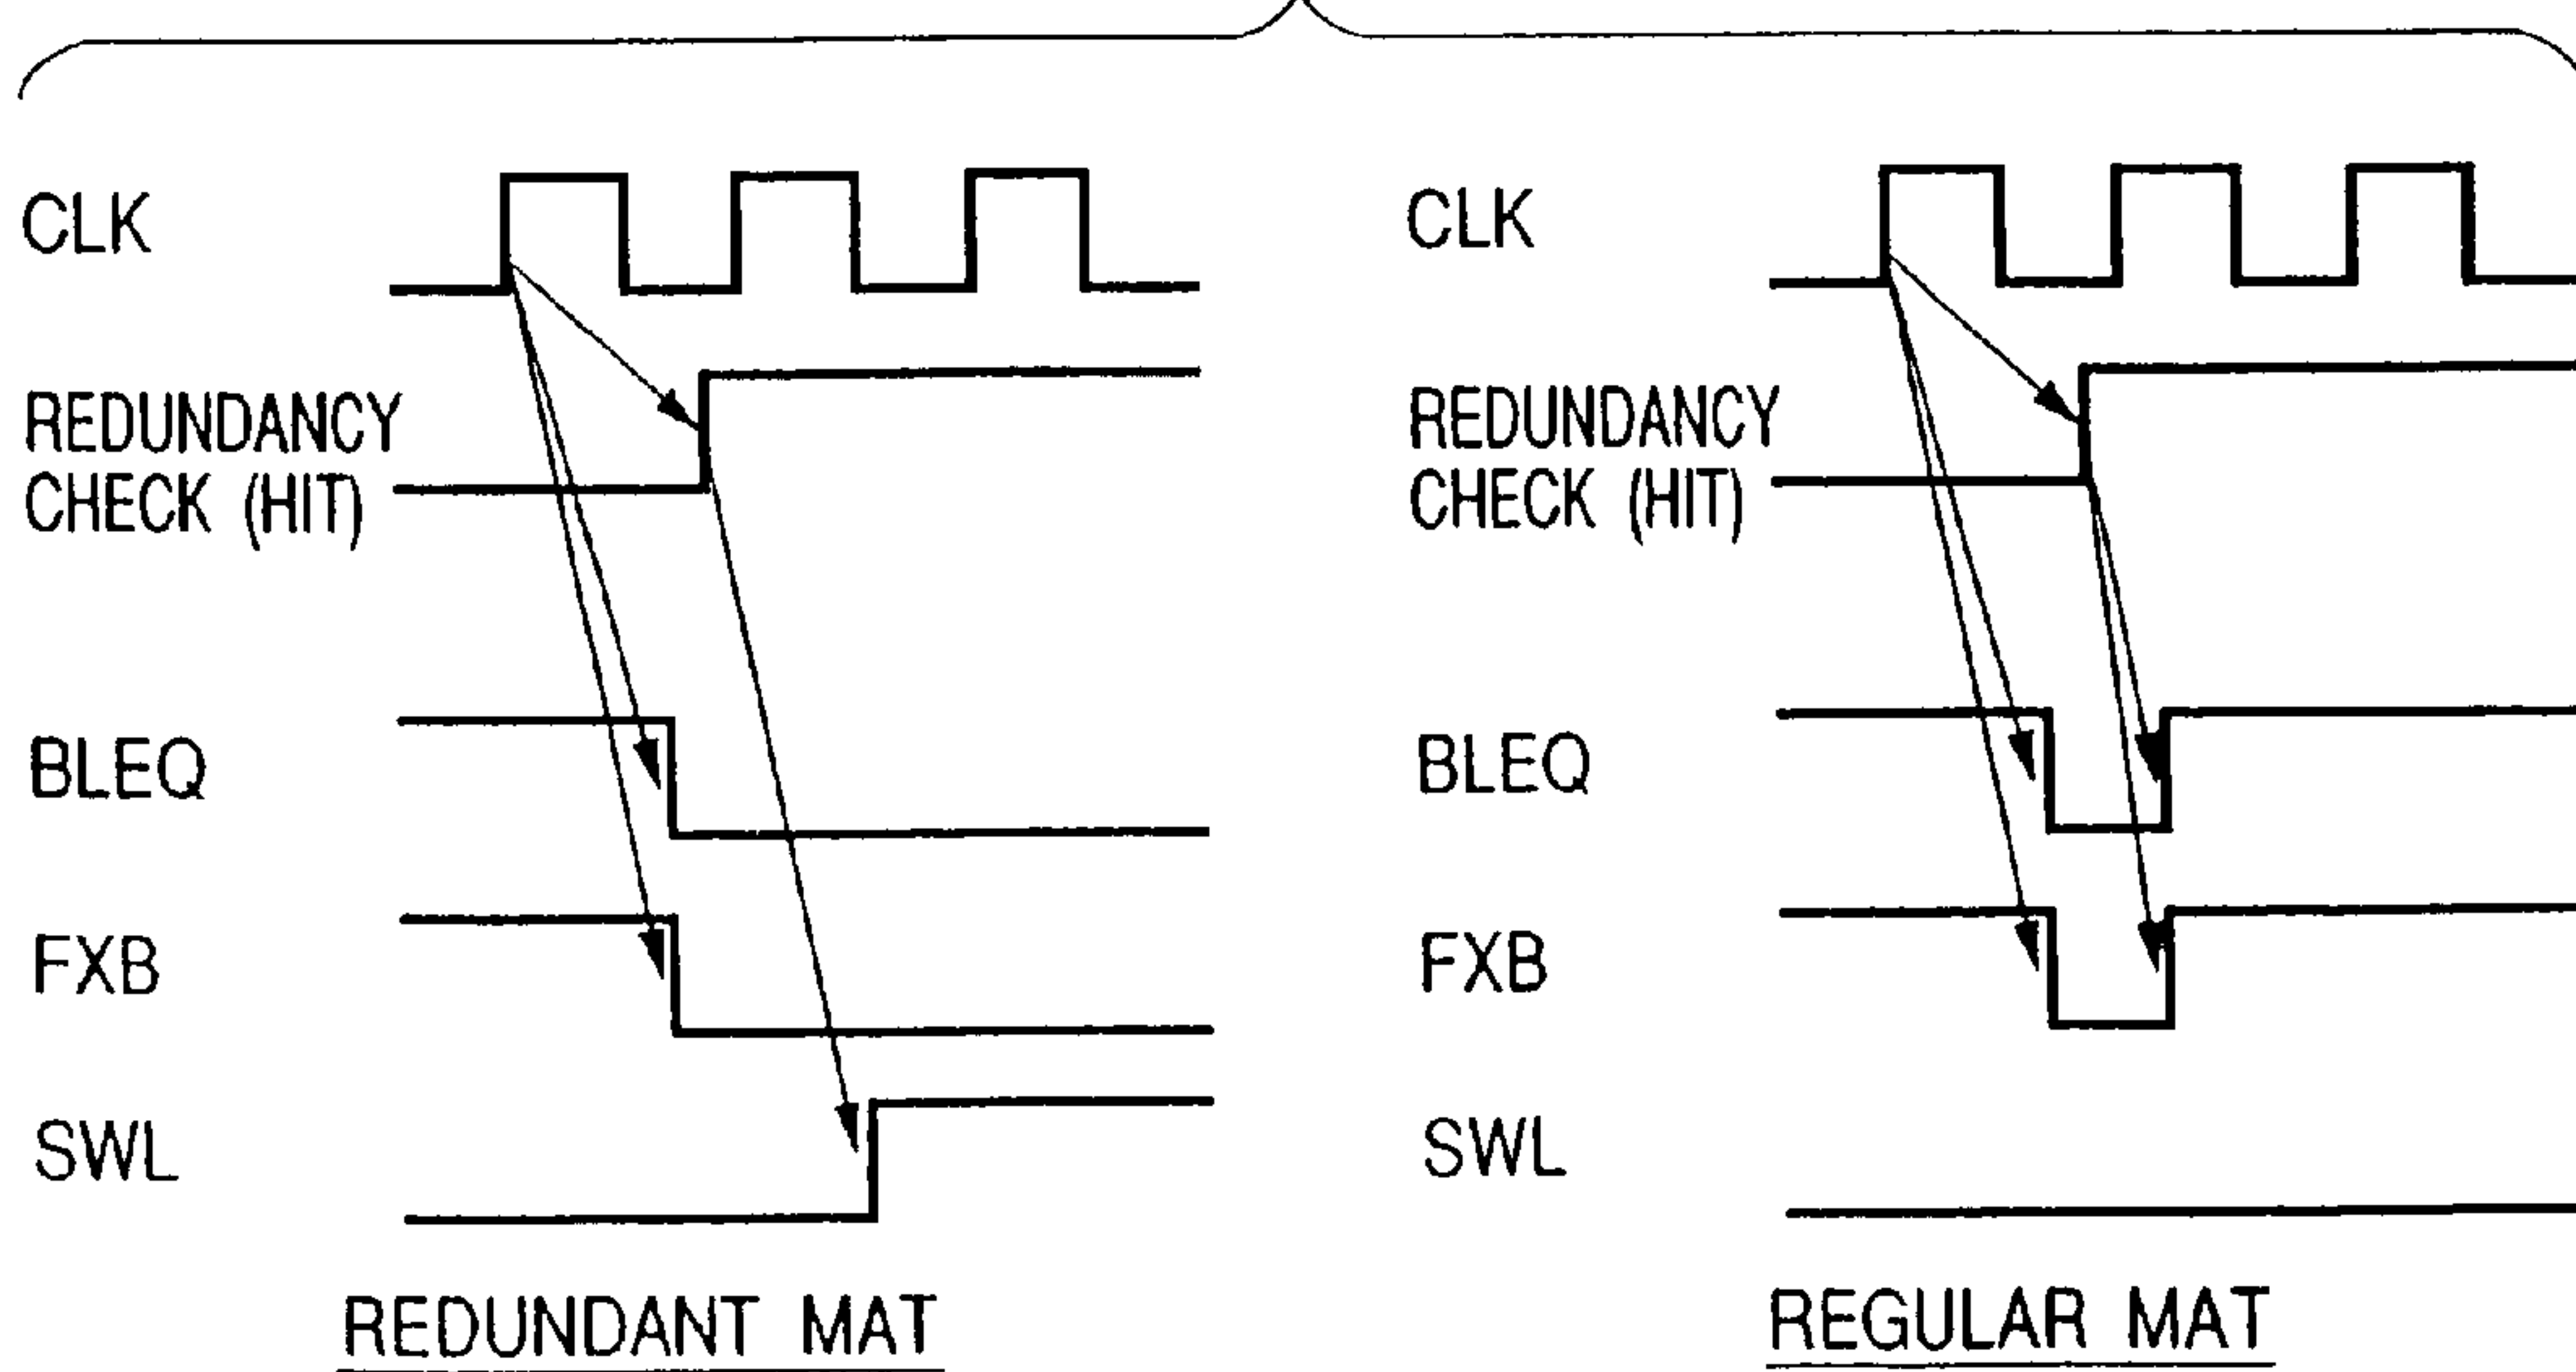 CLK
REDUNDANCY
CHECK (HIT)
BLEQ
FXB
SWL
REDUNDANT MAT
CLK
REDUNDANCY
CHECK (HIT)
BLEQ
FXB
SWL
REGULAR MAT